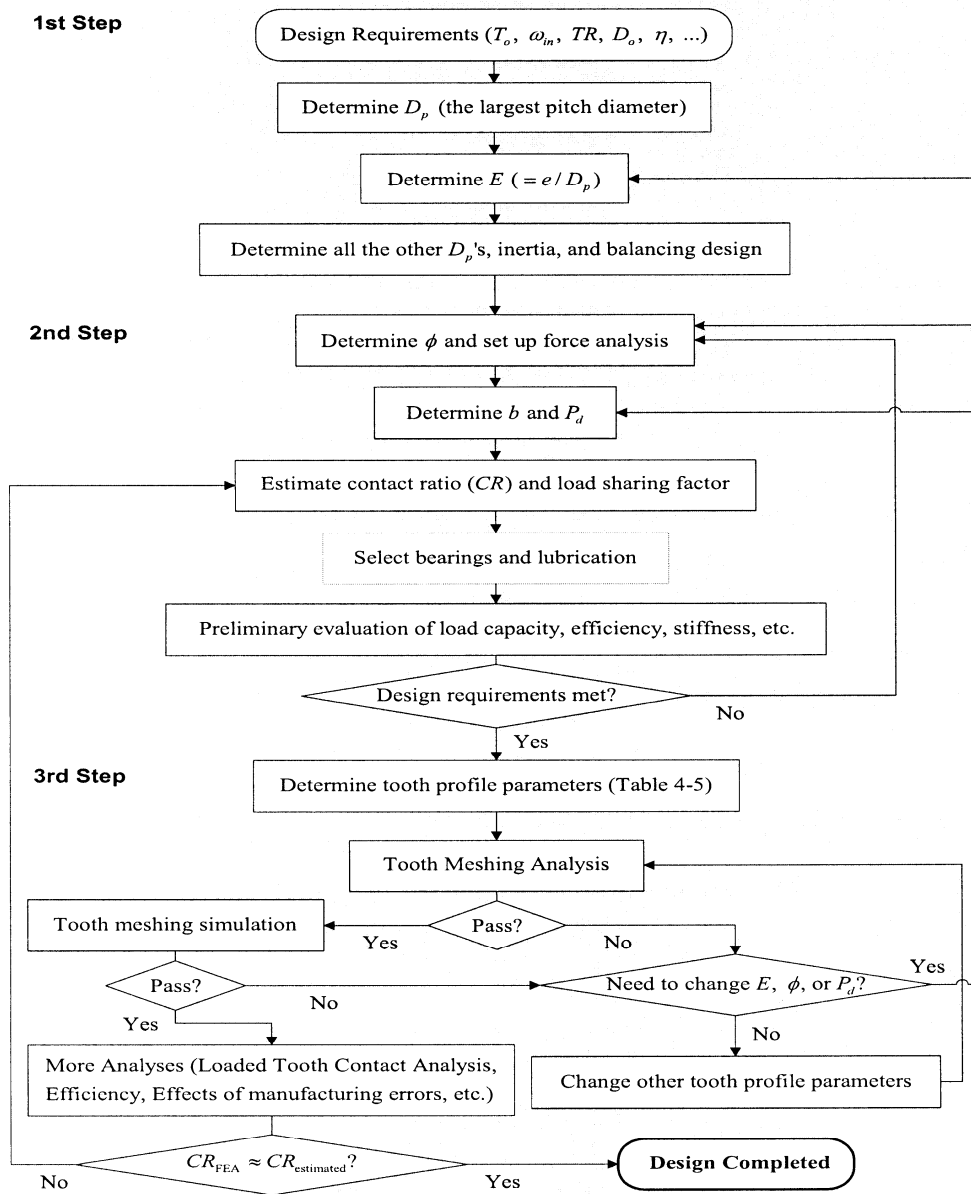 1st Step
Design Requirements (T_o, ω_in, TR, D_o, η, ...)
Determine D_p (the largest pitch diameter)
Determine E (= e / D_p)
Determine all the other D_p's, inertia, and balancing design
2nd Step
Determine ϕ and set up force analysis
Determine b and P_d
Estimate contact ratio (CR) and load sharing factor
Select bearings and lubrication
Preliminary evaluation of load capacity, efficiency, stiffness, etc.
Design requirements met?
No
Yes
3rd Step
Determine tooth profile parameters (Table 4-5)
Tooth Meshing Analysis
Tooth meshing simulation
Pass?
Yes
No
Pass?
No
Need to change E, ϕ, or P_d?
Yes
Yes
No
More Analyses (Loaded Tooth Contact Analysis,
Efficiency, Effects of manufacturing errors, etc.)
Change other tooth profile parameters
CR_FEA ≈ CR_estimated?
No
Yes
Design Completed